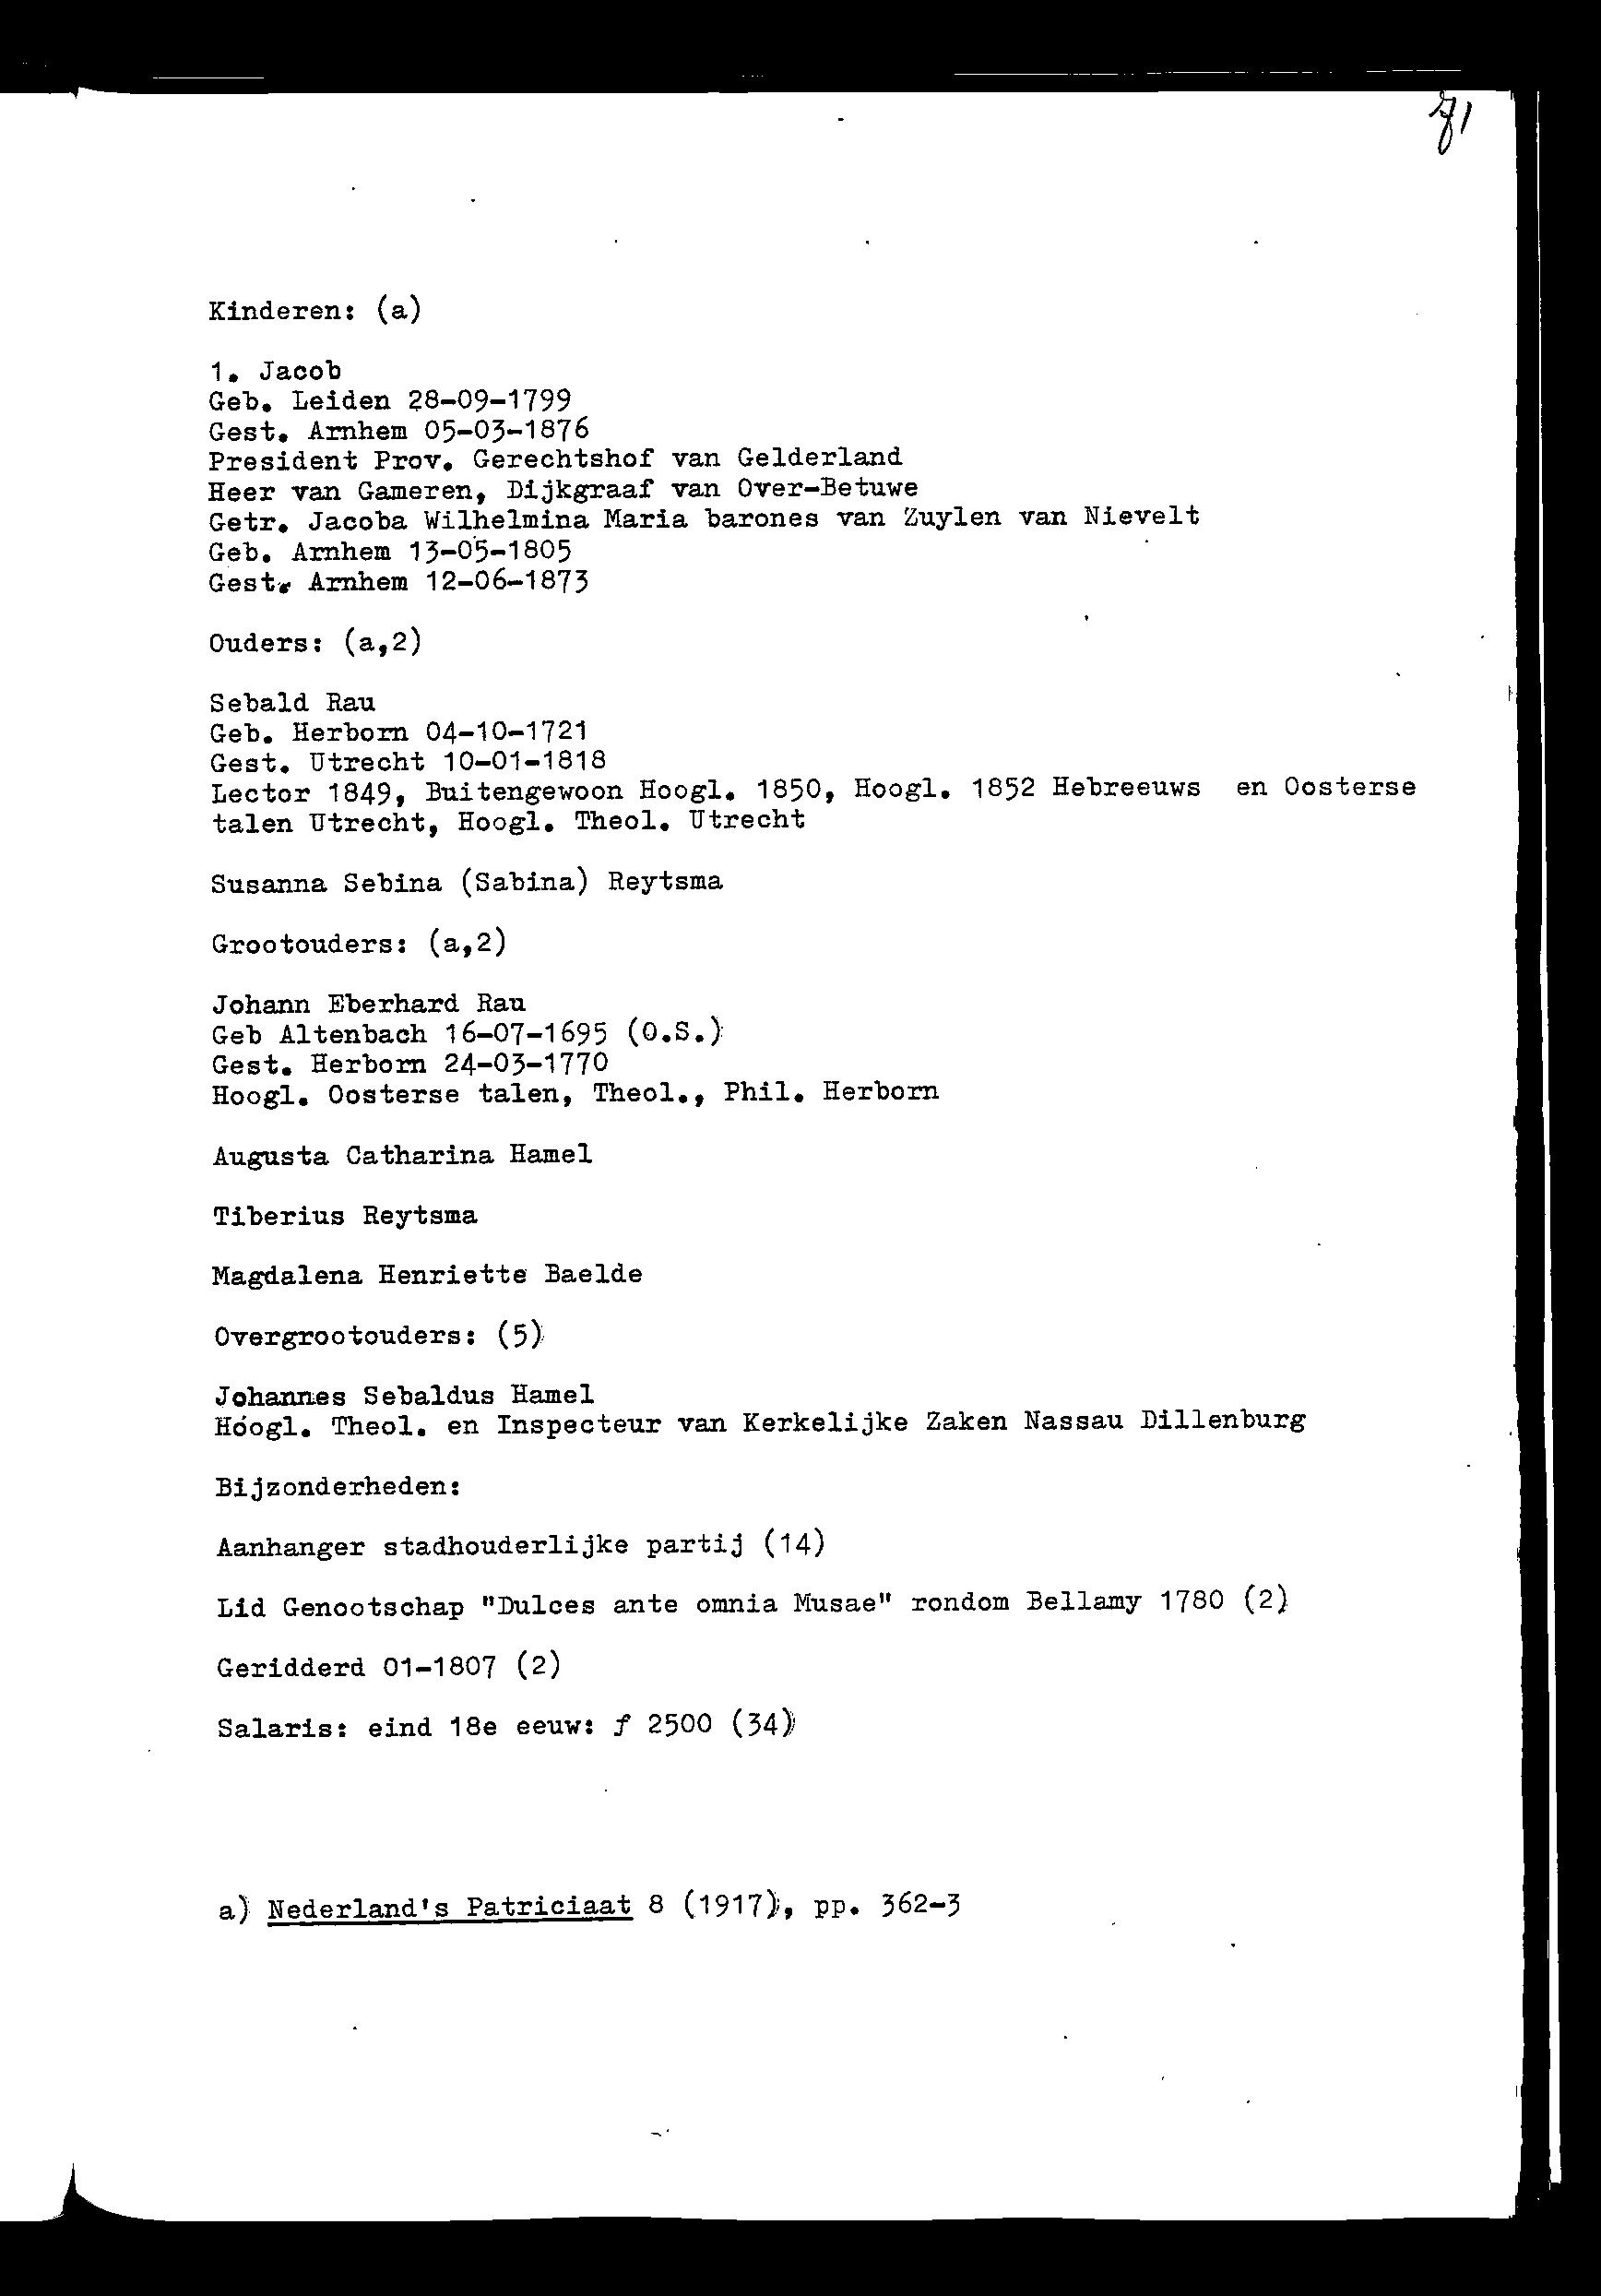 Kinderen: (a)
1. Jacob
Geb. Leiden 28-09-1799
Gest. Arnhem 05-03-1876
President Prov. Gerechtshof van Gelderland
Heer van Gameren, Dijkgraaf van Over-Betuwe
Getr. Jacoba Wilhelmina Maria barones van Zuylen van Nievelt
Geb. Arnhem 13-05-1805
Gest. Arnhem 12-06-1873
Ouders: (a,2)
Sebald Rau
Geb. Herborn 04-10-1721
Gest. Utrecht 10-01-1818
Lector 1849, Buitengewoon Hoogl. 1850, Hoogl. 1852 Hebreeuws en Oosterse
talen Utrecht, Hoogl. Theol. Utrecht
Susanna Sebina (Sabina) Reytsma
Grootouders: (a,2)
Johann Eberhard Rau
Geb Altenbach 16-07-1695 (O.S.)
Gest. Herborn 24-03-1770
Hoogl. Oosterse talen, Theol., Phil. Herborn
Augusta Catharina Hamel
Tiberius Reytsma
Magdalena Henriette Baelde
Overgrootouders: (5)
Johannes Sebaldus Hamel
Hoogl. Theol. en Inspecteur van Kerkelijke Zaken Nassau Dillenburg
Bijzonderheden:
Aanhanger stadhouderlijke partij (14)
Lid Genootschap "Dulces ante omnia Musae" rondom Bellamy 1780 (2)
Geridderd 01-1807 (2)
Salaris: eind 18e eeuw: f 2500 (34)
a) Nederland's Patriciaat 8 (1917), pp. 362-3